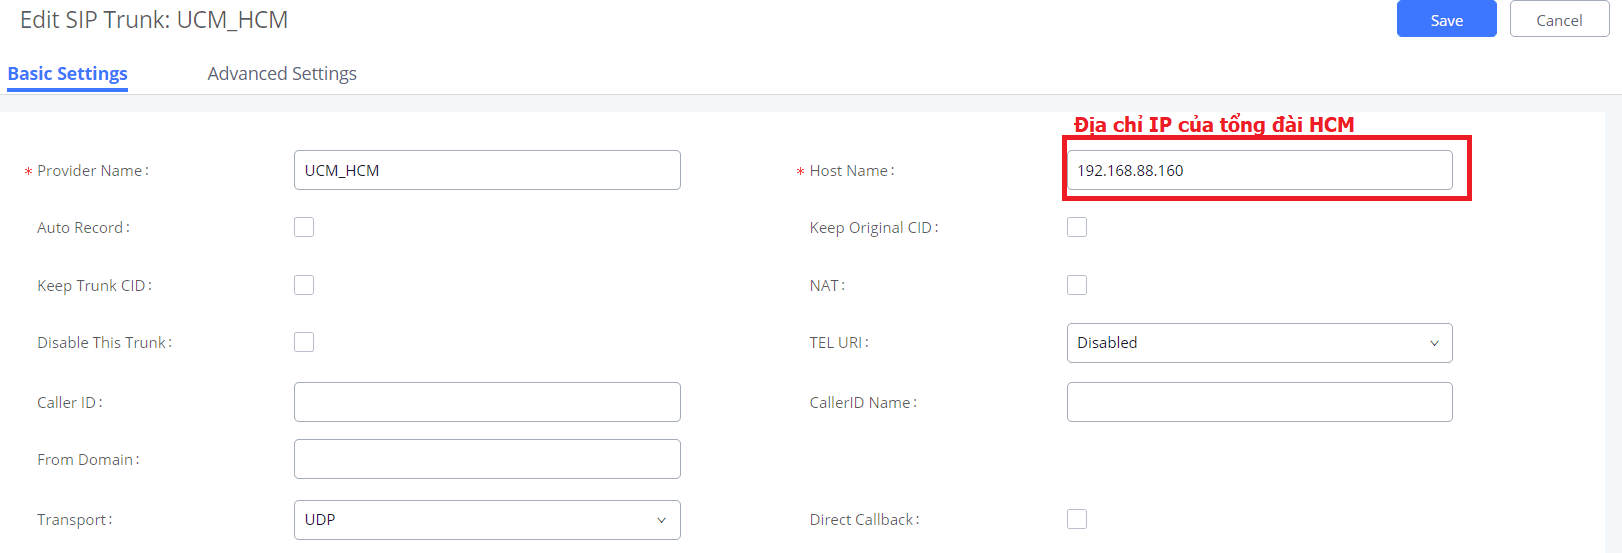 Edit SIP Trunk: UCM_HCM
Save
Cancel
Basic Settings
Advanced Settings
Địa chỉ IP của tổng đài HCM
* Provider Name:
UCM_HCM
* Host Name:
192.168.88.160
Auto Record:
Keep Original CID:
Keep Trunk CID:
NAT:
Disable This Trunk:
TEL URI:
Disabled
Caller ID:
CallerID Name:
From Domain:
Transport:
UDP
Direct Callback: